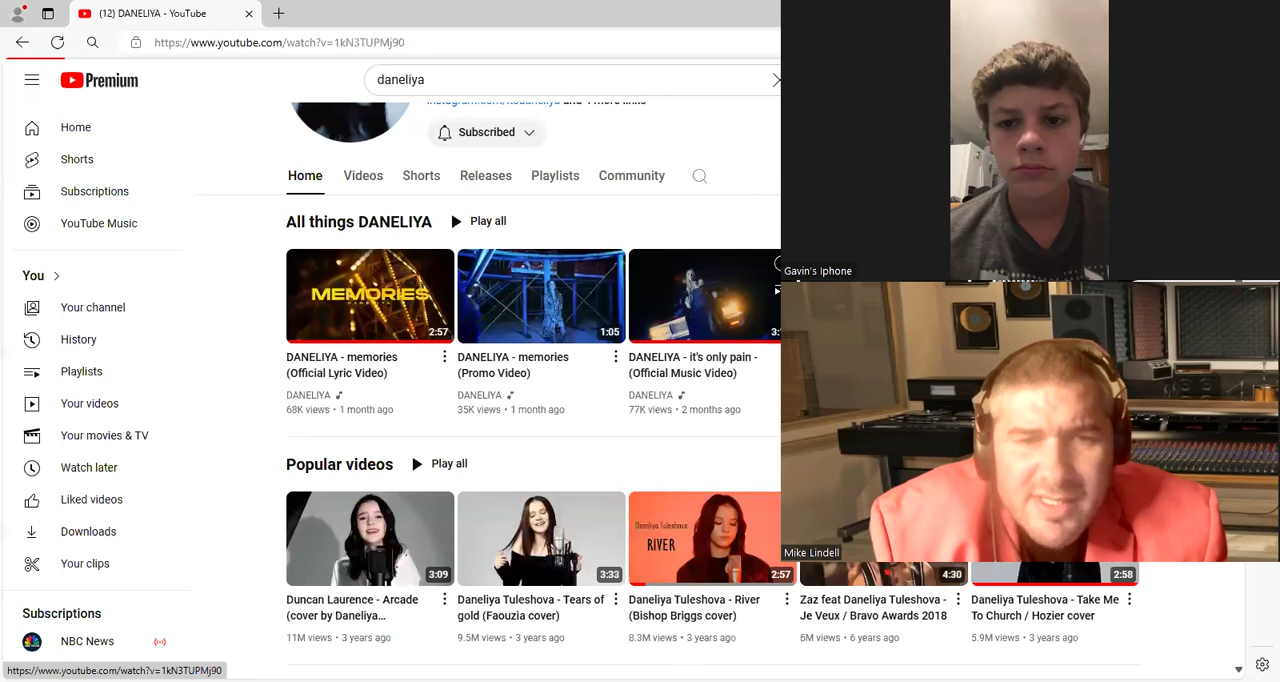 (12) DANELIYA - YouTube
https://www.youtube.com/watch?v=1kN3TUPMj90
Premium
daneliya
Home
Shorts
Subscriptions
YouTube Music
You
Your channel
History
Playlists
Your videos
Your movies & TV
Watch later
Liked videos
Downloads
Your clips
Subscriptions
NBC News
https://www.youtube.com/watch?v=1kN3TUPMj90
Subscribed
Home Videos Shorts Releases Playlists Community
All things DANELIYA Play all
MEMORIES
DANELIYA
2:57
1:05
DANELIYA - memories
(Official Lyric Video)
DANELIYA
68K views • 1 month ago
DANELIYA - memories
(Promo Video)
DANELIYA
35K views • 1 month ago
DANELIYA - it's only pain -
(Official Music Video)
DANELIYA
77K views • 2 months ago
Popular videos Play all
3:09
3:33
Daneliya Tuleshova
RIVER
2:57
4:30
2:58
Duncan Laurence - Arcade
(cover by Daneliya...
11M views • 3 years ago
Daneliya Tuleshova - Tears of
gold (Faouzia cover)
9.5M views • 3 years ago
Daneliya Tuleshova - River
(Bishop Briggs cover)
8.3M views • 3 years ago
Zaz feat Daneliya Tuleshova -
Je Veux / Bravo Awards 2018
6M views • 6 years ago
Daneliya Tuleshova - Take Me
To Church / Hozier cover
5.9M views • 3 years ago
Gavin's Iphone
Mike Lindell